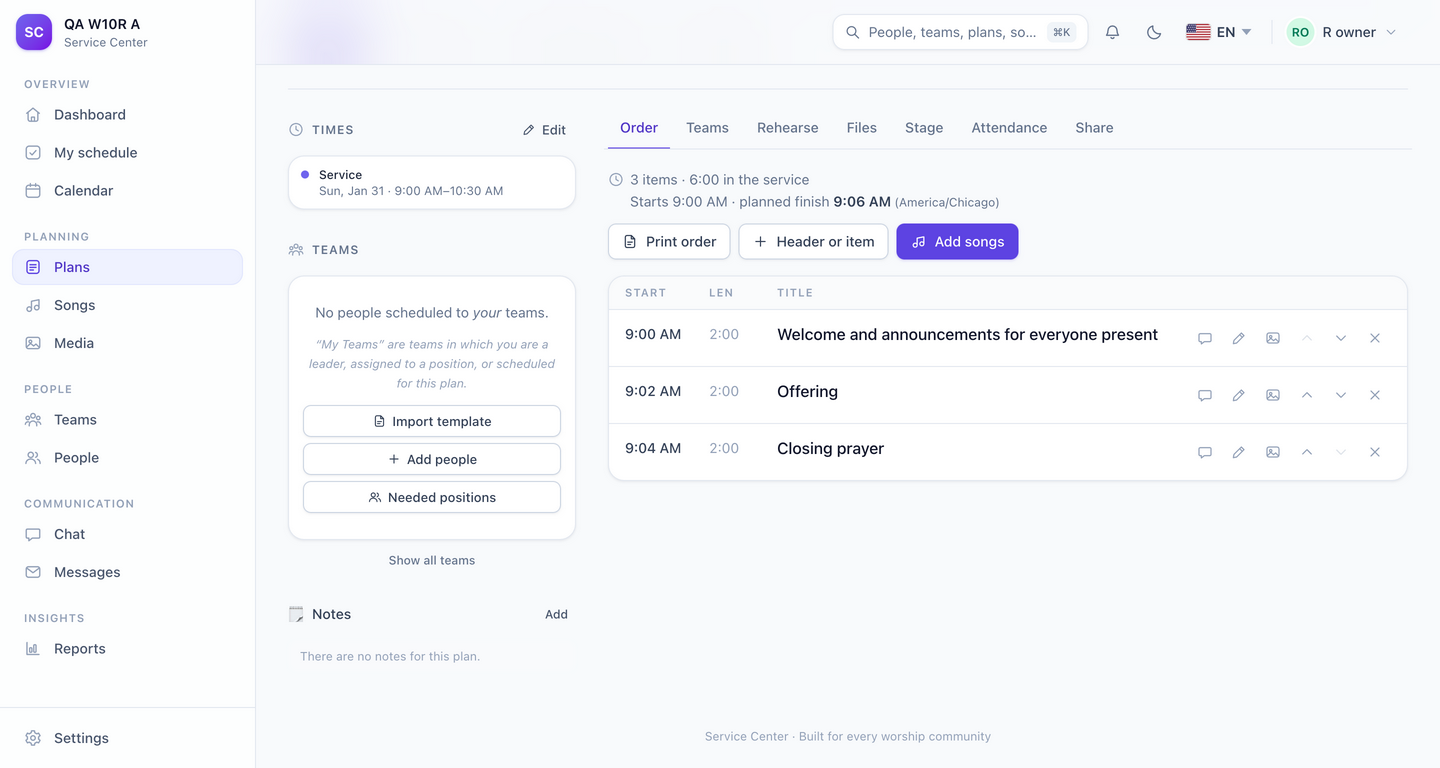 SC
QA W10R A
Service Center
OVERVIEW
Dashboard
My schedule
Calendar
PLANNING
Plans
Songs
Media
PEOPLE
Teams
People
COMMUNICATION
Chat
Messages
INSIGHTS
Reports
Settings
People, teams, plans, so... ⌘K
EN
RO R owner
TIMES
Edit
Service
Sun, Jan 31 · 9:00 AM–10:30 AM
TEAMS
No people scheduled to your teams.
“My Teams” are teams in which you are a
leader, assigned to a position, or scheduled
for this plan.
Import template
Add people
Needed positions
Show all teams
Notes
Add
There are no notes for this plan.
Order Teams Rehearse Files Stage Attendance Share
3 items · 6:00 in the service
Starts 9:00 AM · planned finish 9:06 AM (America/Chicago)
Print order
Header or item
Add songs
START LEN TITLE
9:00 AM 2:00 Welcome and announcements for everyone present
9:02 AM 2:00 Offering
9:04 AM 2:00 Closing prayer
Service Center · Built for every worship community